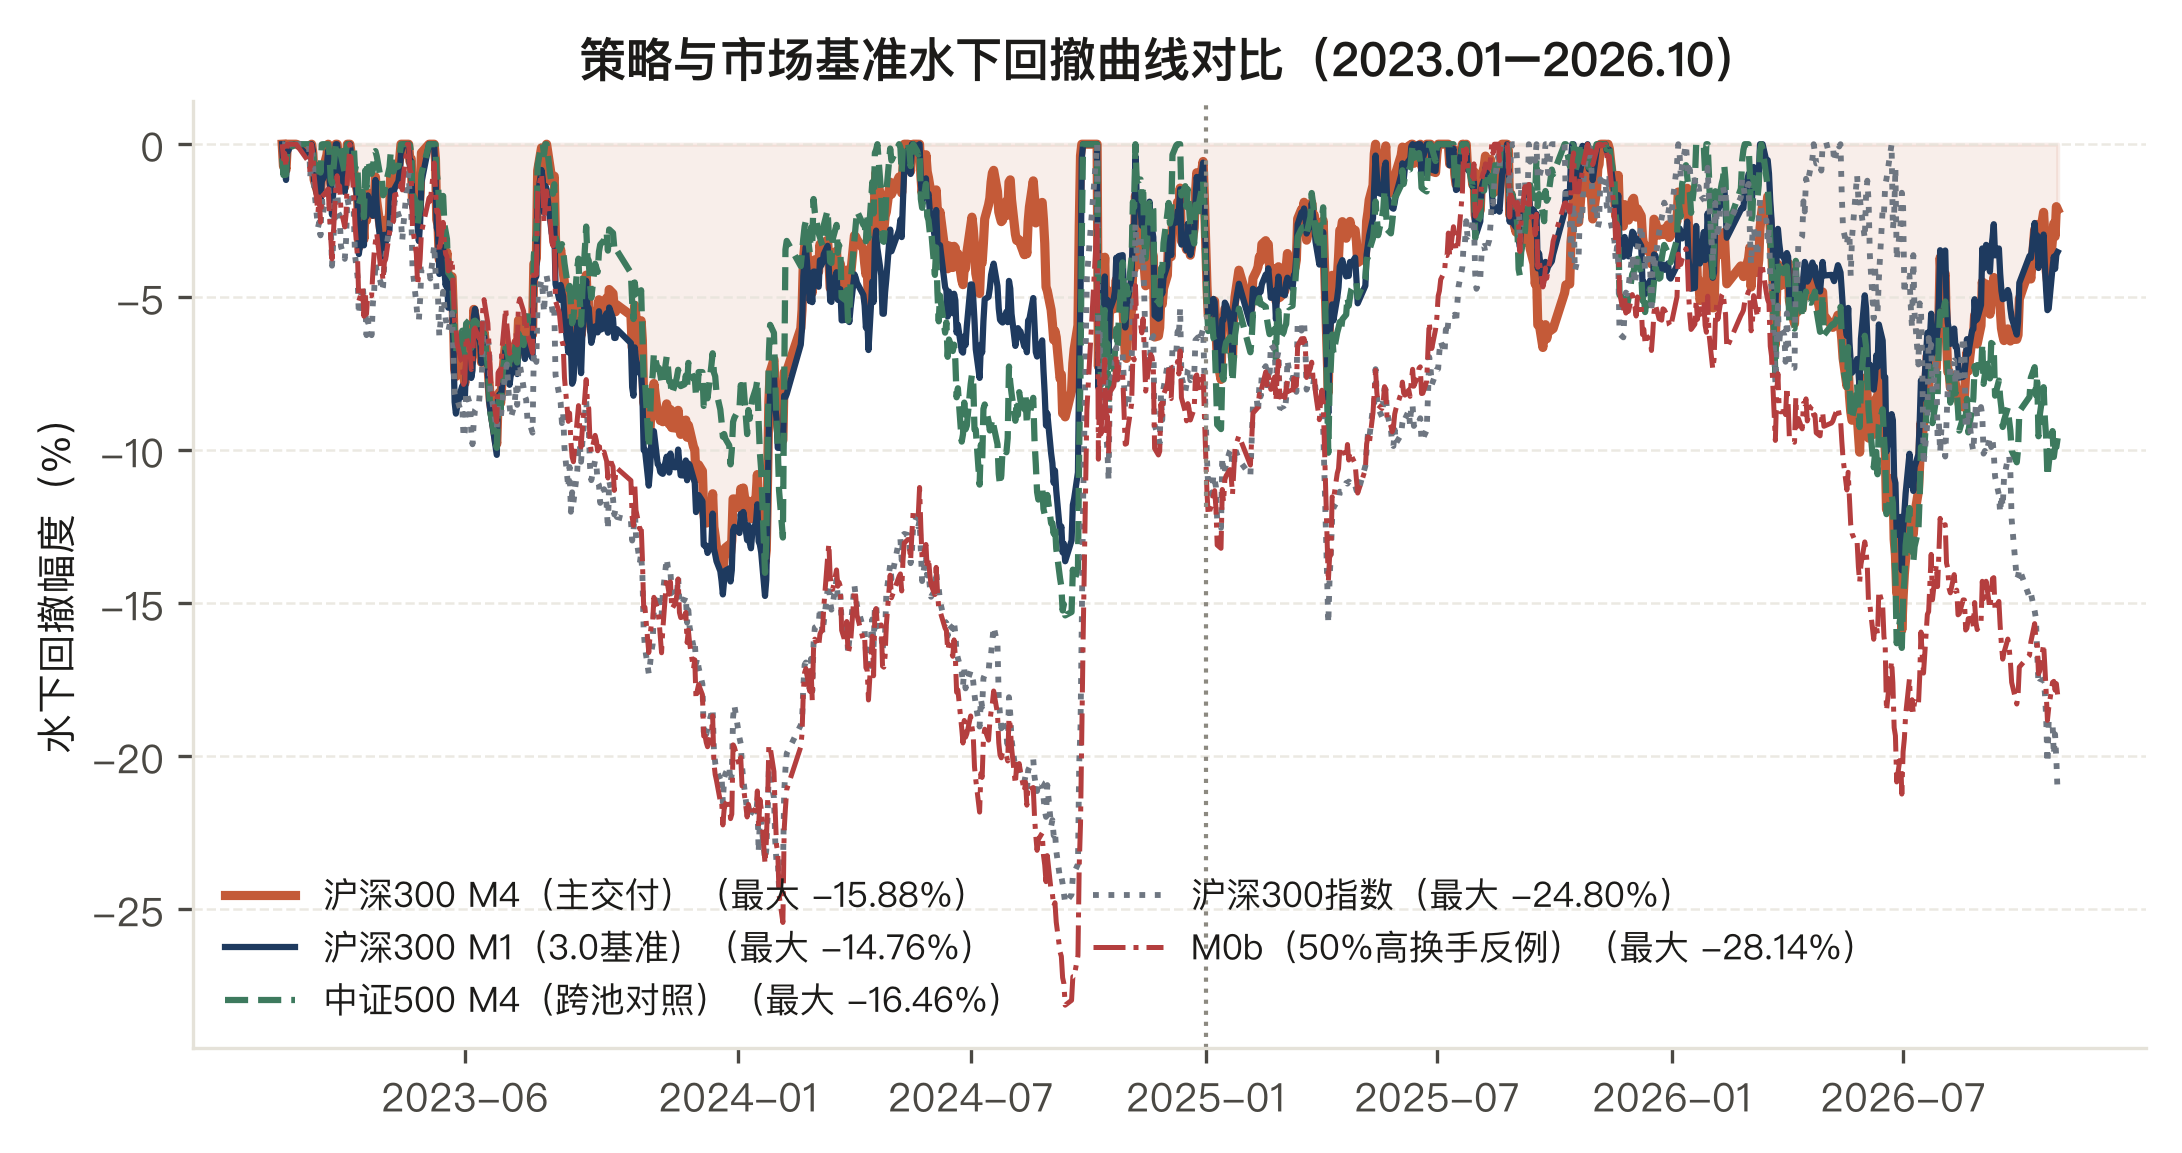 策略与市场基准水下回撤曲线对比（2023.01—2026.10）
水下回撤幅度（%）
0
−5
−10
−15
−20
−25
沪深300 M4（主交付）（最大 −15.88%）
沪深300 M1（3.0基准）（最大 −14.76%）
中证500 M4（跨池对照）（最大 −16.46%）
沪深300指数（最大 −24.80%）
M0b（50%高换手反例）（最大 −28.14%）
2023−06
2024−01
2024−07
2025−01
2025−07
2026−01
2026−07